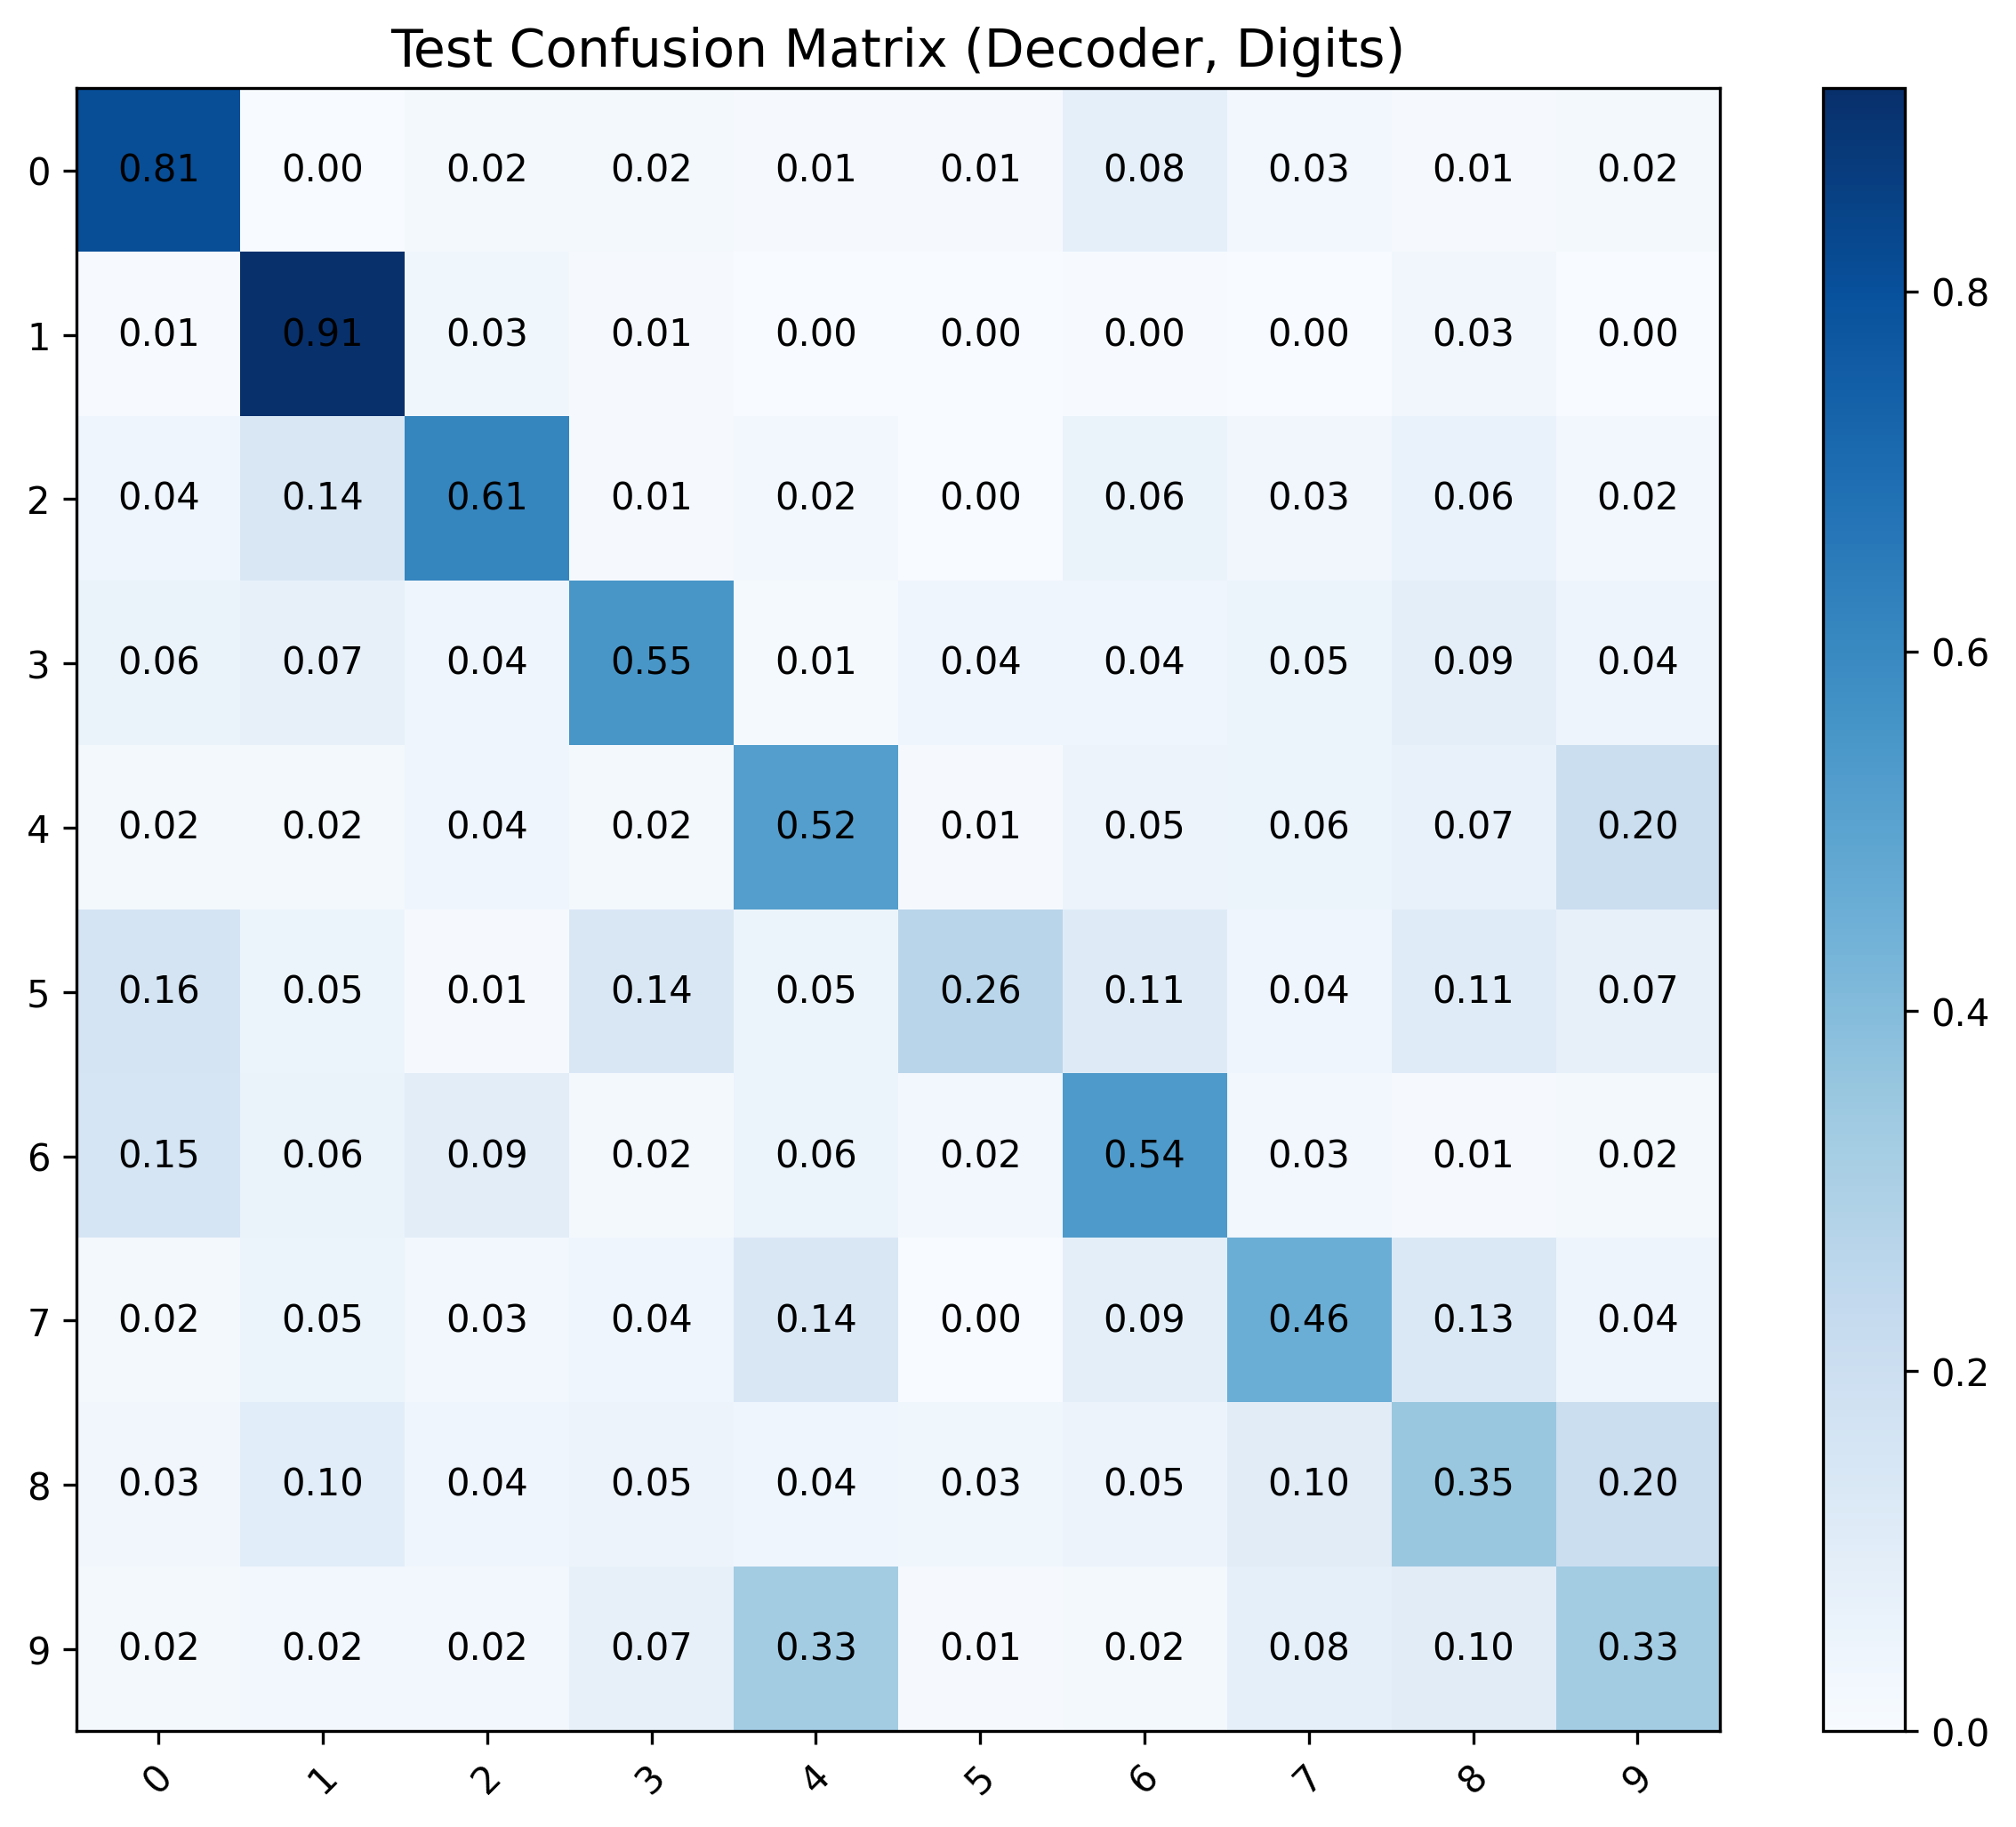 Test Confusion Matrix (Decoder, Digits)
0 0.81 0.00 0.02 0.02 0.01 0.01 0.08 0.03 0.01 0.02
1 0.01 0.91 0.03 0.01 0.00 0.00 0.00 0.00 0.03 0.00
2 0.04 0.14 0.61 0.01 0.02 0.00 0.06 0.03 0.06 0.02
3 0.06 0.07 0.04 0.55 0.01 0.04 0.04 0.05 0.09 0.04
4 0.02 0.02 0.04 0.02 0.52 0.01 0.05 0.06 0.07 0.20
5 0.16 0.05 0.01 0.14 0.05 0.26 0.11 0.04 0.11 0.07
6 0.15 0.06 0.09 0.02 0.06 0.02 0.54 0.03 0.01 0.02
7 0.02 0.05 0.03 0.04 0.14 0.00 0.09 0.46 0.13 0.04
8 0.03 0.10 0.04 0.05 0.04 0.03 0.05 0.10 0.35 0.20
9 0.02 0.02 0.02 0.07 0.33 0.01 0.02 0.08 0.10 0.33
0 1 2 3 4 5 6 7 8 9
0.8
0.6
0.4
0.2
0.0